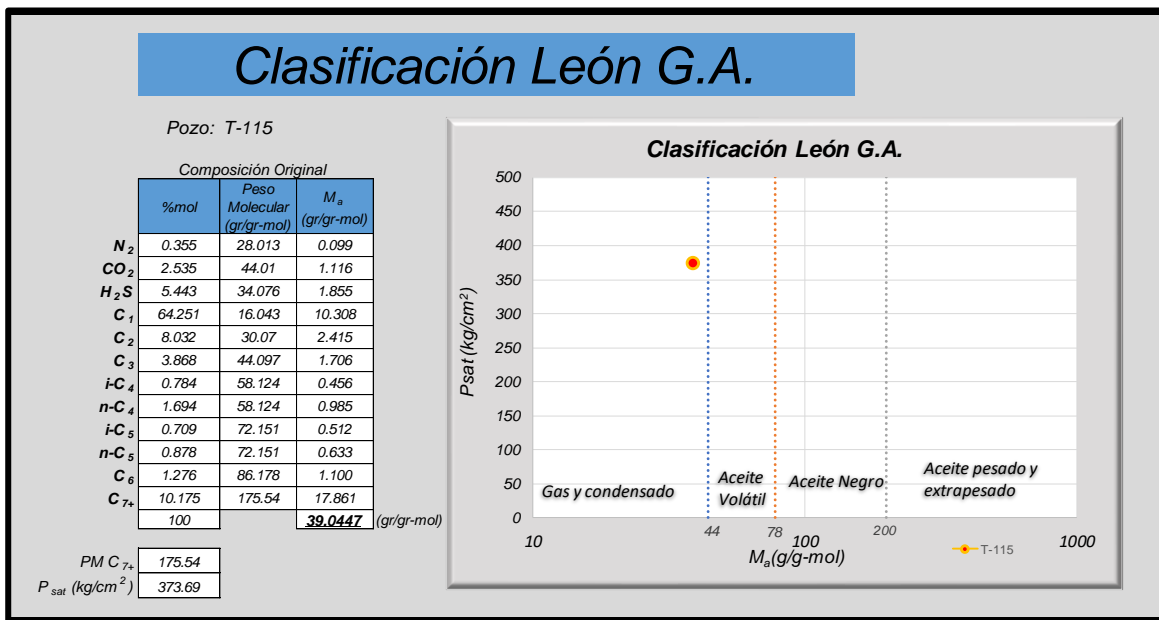 Clasificación León G.A.
Pozo: T-115
Composición Original
%mol Peso Molecular (gr/gr-mol) Ma (gr/gr-mol)
N2 0.355 28.013 0.099
CO2 2.535 44.01 1.116
H2S 5.443 34.076 1.855
C1 64.251 16.043 10.308
C2 8.032 30.07 2.415
C3 3.868 44.097 1.706
i-C4 0.784 58.124 0.456
n-C4 1.694 58.124 0.985
i-C5 0.709 72.151 0.512
n-C5 0.878 72.151 0.633
C6 1.276 86.178 1.100
C7+ 10.175 175.54 17.861
100 39.0447 (gr/gr-mol)
PM C7+ 175.54
Psat (kg/cm2) 373.69
Clasificación León G.A.
Psat (kg/cm2)
500
450
400
350
300
250
200
150
100
50
0
Gas y condensado
Aceite
Volátil
Aceite Negro
Aceite pesado y
extrapesado
10 44 78 100 200 1000
Ma(g/g-mol)
T-115